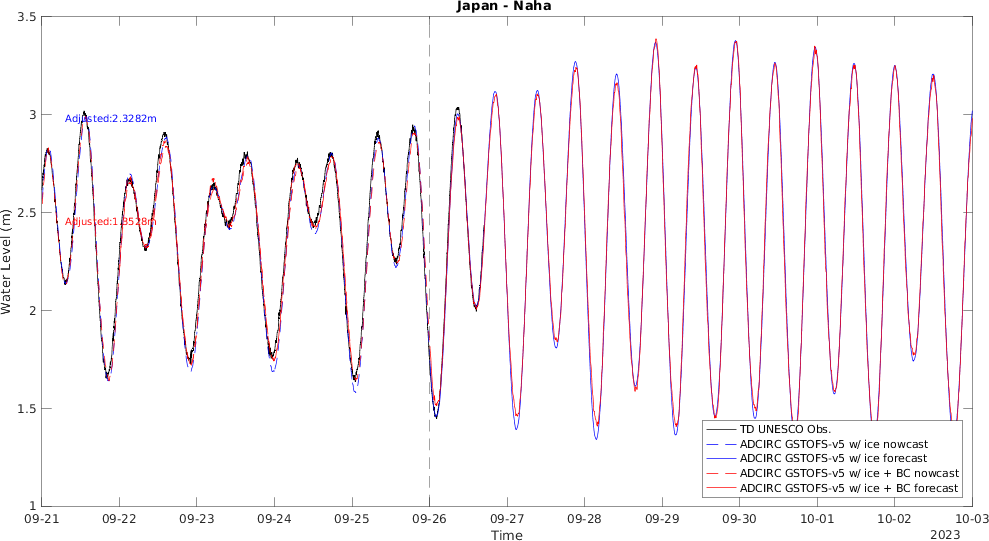 Japan - Naha
3.5
3
2.5
2
1.5
1
Water Level (m)
Adjusted:2.3282m
Adjusted:1.8528m
TD UNESCO Obs.
ADCIRC GSTOFS-v5 w/ ice nowcast
ADCIRC GSTOFS-v5 w/ ice forecast
ADCIRC GSTOFS-v5 w/ ice + BC nowcast
ADCIRC GSTOFS-v5 w/ ice + BC forecast
09-21 09-22 09-23 09-24 09-25 09-26 09-27 09-28 09-29 09-30 10-01 10-02 10-03
Time
2023